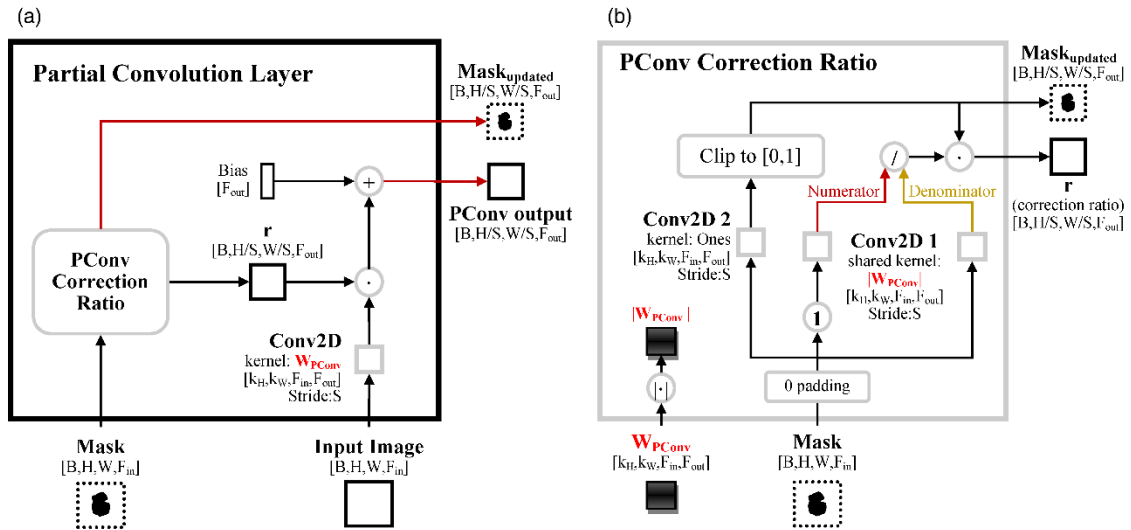 (a)
Partial Convolution Layer
Mask_updated
[B,H/S,W/S,F_out]
Bias
[F_out]
+
PConv output
[B,H/S,W/S,F_out]
r
[B,H/S,W/S,F_out]
PConv
Correction
Ratio
·
Conv2D
kernel: W_PConv
[k_H,k_W,F_in,F_out]
Stride:S
Mask
[B,H,W,F_in]
Input Image
[B,H,W,F_in]
(b)
PConv Correction Ratio
Mask_updated
[B,H/S,W/S,F_out]
Clip to [0,1]
/
·
Numerator
Denominator
r
(correction ratio)
[B,H/S,W/S,F_out]
Conv2D 2
kernel: Ones
[k_H,k_W,F_in,F_out]
Stride:S
Conv2D 1
shared kernel:
|W_PConv|
[k_H,k_W,F_in,F_out]
Stride:S
1
|W_PConv|
|·|
0 padding
W_PConv
[k_H,k_W,F_in,F_out]
Mask
[B,H,W,F_in]